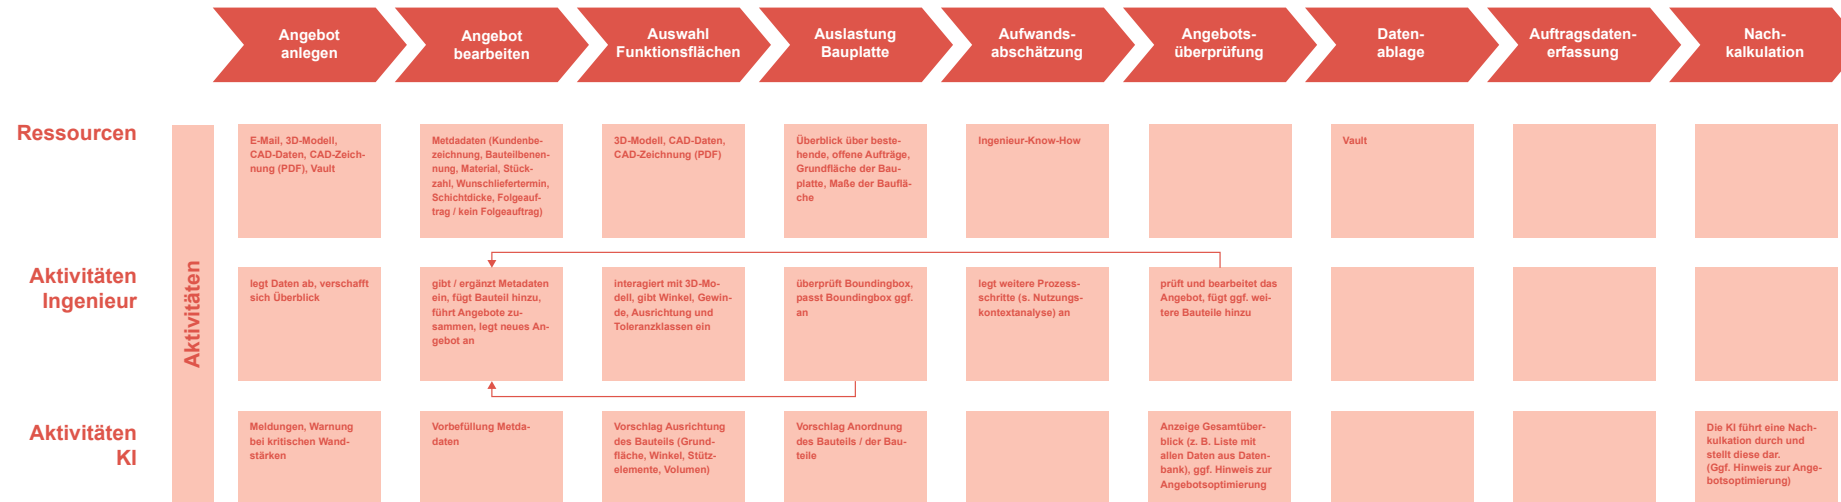 Angebot
anlegen
Angebot
bearbeiten
Auswahl
Funktionsflächen
Auslastung
Bauplatte
Aufwands-
abschätzung
Angebots-
überprüfung
Daten-
ablage
Auftragsdaten-
erfassung
Nach-
kalkulation
Ressourcen
E-Mail, 3D-Modell,
CAD-Daten, CAD-Zeich-
nung (PDF), Vault
Metdadaten (Kundenbe-
zeichnung, Bauteilbenen-
nung, Material, Stück-
zahl, Wunschliefertermin,
Schichtdicke, Folgeauf-
trag / kein Folgeauftrag)
3D-Modell, CAD-Daten,
CAD-Zeichnung (PDF)
Überblick über beste-
hende, offene Aufträge,
Grundfläche der Bau-
platte, Maße der Bauflä-
che
Ingenieur-Know-How
Vault
Aktivitäten
Aktivitäten
Ingenieur
legt Daten ab, verschafft
sich Überblick
gibt / ergänzt Metadaten
ein, fügt Bauteil hinzu,
führt Angebote zu-
sammen, legt neues An-
gebot an
interagiert mit 3D-Mo-
dell, gibt Winkel, Gewin-
de, Ausrichtung und
Toleranzklassen ein
überprüft Boundingbox,
passt Boundingbox ggf.
an
legt weitere Prozess-
schritte (s. Nutzungs-
kontextanalyse) an
prüft und bearbeitet das
Angebot, fügt ggf. wei-
tere Bauteile hinzu
Aktivitäten
KI
Meldungen, Warnung
bei kritischen Wand-
stärken
Vorbefüllung Metda-
daten
Vorschlag Ausrichtung
des Bauteils (Grund-
fläche, Winkel, Stütz-
elemente, Volumen)
Vorschlag Anordnung
des Bauteils / der Bau-
teile
Anzeige Gesamtüber-
blick (z. B. Liste mit
allen Daten aus Daten-
bank), ggf. Hinweis zur
Angebotsoptimierung
Die KI führt eine Nach-
kulkation durch und
stellt diese dar.
(Ggf. Hinweis zur Ange-
botsoptimierung)